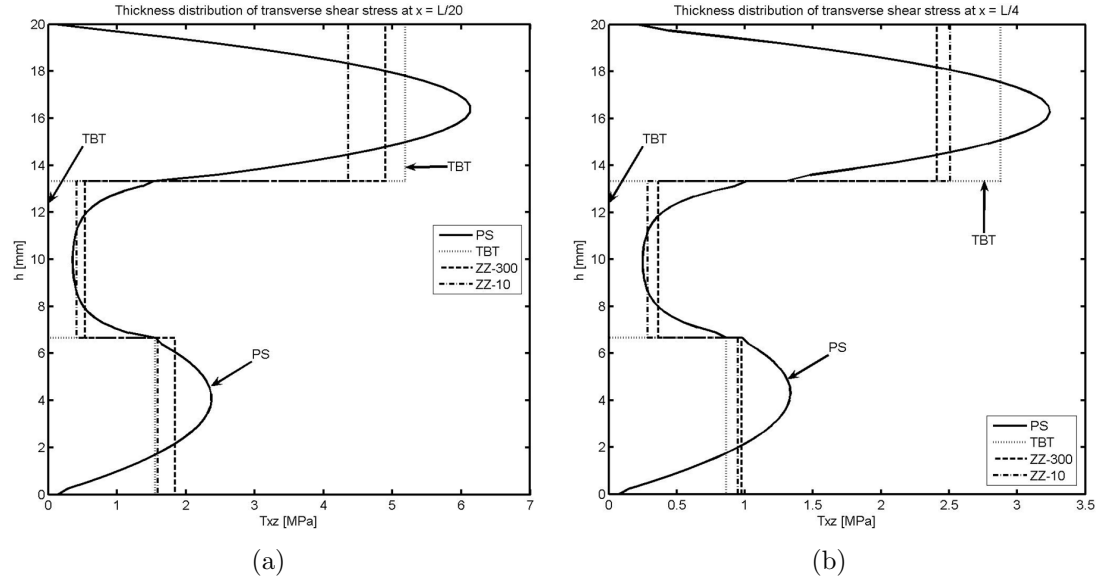 Thickness distribution of transverse shear stress at x = L/20
20
18
16
14
12
10
8
6
4
2
0
h [mm]
TBT
TBT
PS
PS
TBT
ZZ-300
ZZ-10
0 1 2 3 4 5 6 7
Txz [MPa]
(a)
Thickness distribution of transverse shear stress at x = L/4
20
18
16
14
12
10
8
6
4
2
0
h [mm]
TBT
TBT
PS
PS
TBT
ZZ-300
ZZ-10
0 0.5 1 1.5 2 2.5 3 3.5
Txz [MPa]
(b)